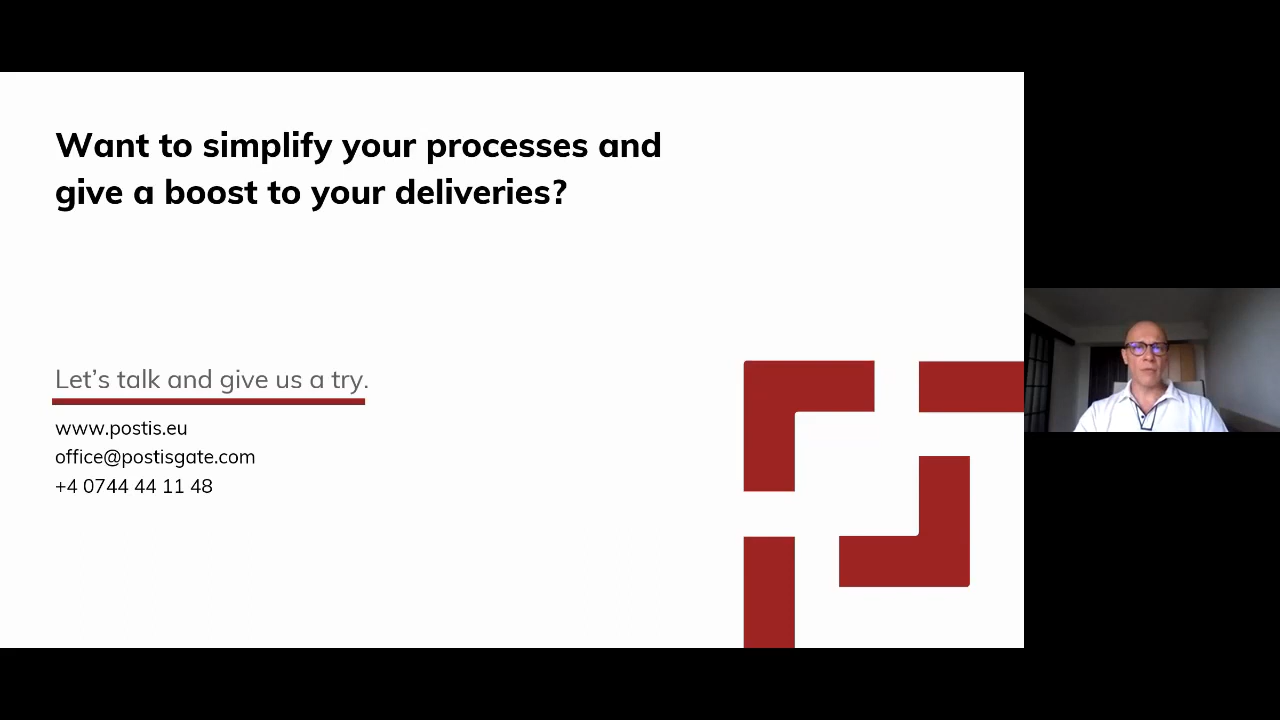 Want to simplify your processes and
give a boost to your deliveries?
Let’s talk and give us a try.
www.postis.eu
office@postisgate.com
+4 0744 44 11 48